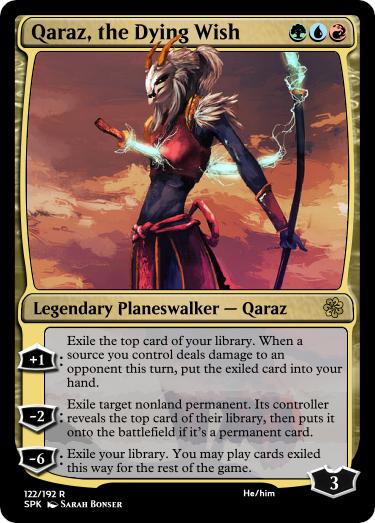 Qaraz, the Dying Wish
Legendary Planeswalker — Qaraz
+1: Exile the top card of your library. When a
source you control deals damage to an
opponent this turn, put the exiled card into your
hand.
-2: Exile target nonland permanent. Its controller
reveals the top card of their library, then puts it
onto the battlefield if it's a permanent card.
-6: Exile your library. You may play cards exiled
this way for the rest of the game.
3
122/192 R
He/him
SPK Sarah Bonser